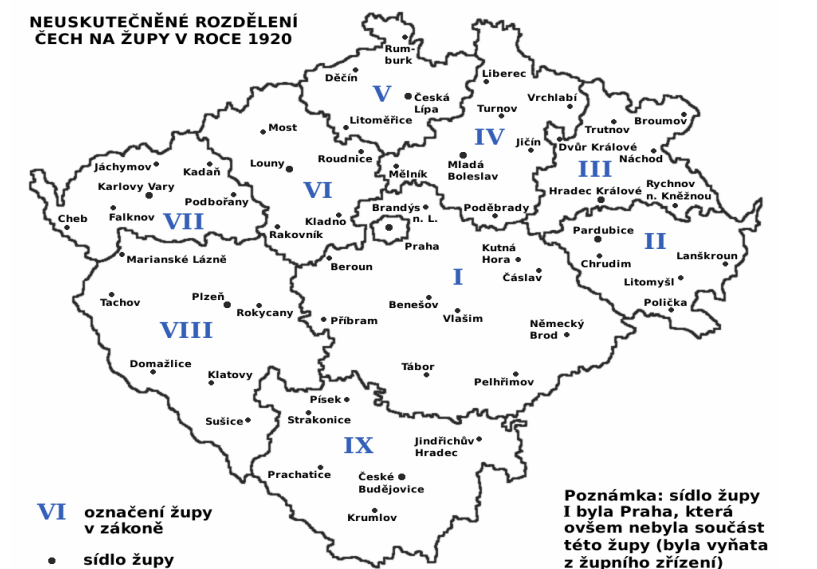 NEUSKUTEČNĚNÉ ROZDĚLENÍ
ČECH NA ŽUPY V ROCE 1920
Rum-
burk
Děčín
V
Česká
Lípa
Litoměřice
Liberec
Vrchlabí
Turnov
IV
Jičín
Mladá
Boleslav
Mělník
Poděbrady
Trutnov
Broumov
Dvůr Králové
Náchod
III
Hradec Králové
Rychnov
n. Kněžnou
Most
Louny
Roudnice
VI
Kladno
Rakovník
Jáchymov
Kadaň
Karlovy Vary
Podbořany
Cheb
Falknov
VII
Brandýs
n. L.
Praha
Pardubice
II
Chrudim
Lanškroun
Litomyšl
Polička
Kutná
Hora
Čáslav
I
Beroun
Benešov
Vlašim
Příbram
Německý
Brod
Tábor
Pelhřimov
Marianské Lázně
Tachov
Plzeň
Rokycany
VIII
Domažlice
Klatovy
Sušice
Písek
Strakonice
IX
Jindřichův
Hradec
Prachatice
České
Budějovice
Krumlov
VI označení župy
v zákoně
sídlo župy
Poznámka: sídlo župy
I byla Praha, která
ovšem nebyla součást
této župy (byla vyňata
z župního zřízení)